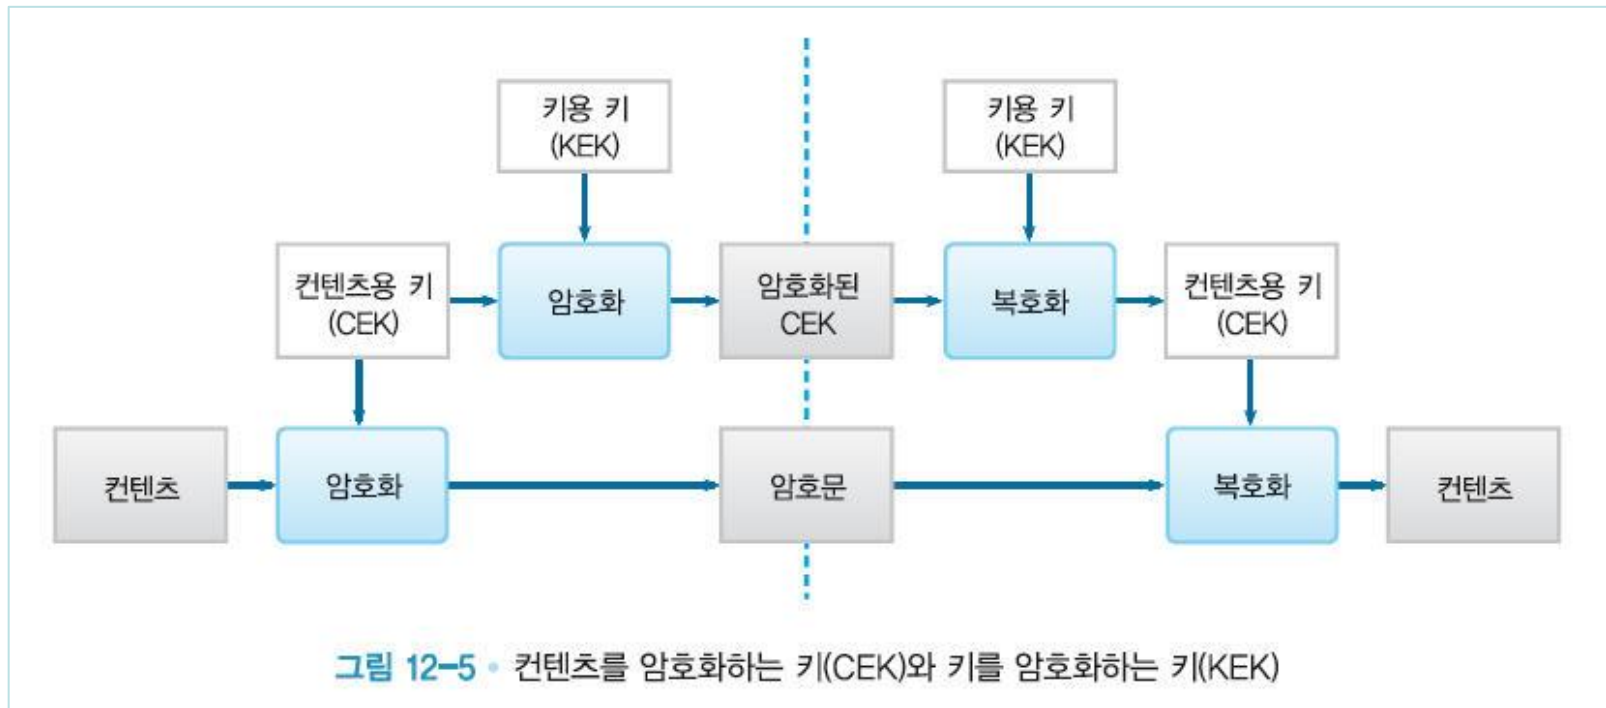 키용 키
(KEK)
키용 키
(KEK)
컨텐츠용 키
(CEK)
암호화
암호화된
CEK
복호화
컨텐츠용 키
(CEK)
컨텐츠
암호화
암호문
복호화
컨텐츠
그림 12-5 • 컨텐츠를 암호화하는 키(CEK)와 키를 암호화하는 키(KEK)